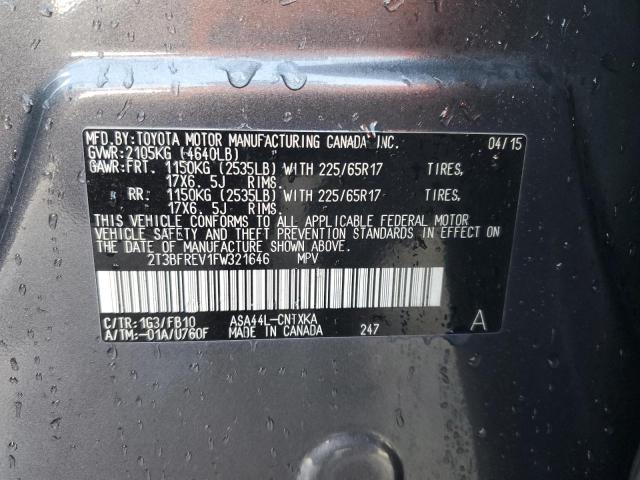 MFD.BY:TOYOTA MOTOR MANUFACTURING CANADA INC. 04/15
GVWR:2105KG (4640LB)
GAWR:FRT. 1150KG (2535LB) WITH 225/65R17 TIRES,
17X6.5J RIMS.
RR. 1150KG (2535LB) WITH 225/65R17 TIRES,
17X6.5J RIMS.
THIS VEHICLE CONFORMS TO ALL APPLICABLE FEDERAL MOTOR
VEHICLE SAFETY AND THEFT PREVENTION STANDARDS IN EFFECT ON
THE DATE OF MANUFACTURE SHOWN ABOVE.
2T3BFREV1FW321646 MPV
C/TR:1G3/FB10 ASA44L-CNTXKA A
A/TM:-01A/U760F MADE IN CANADA 247